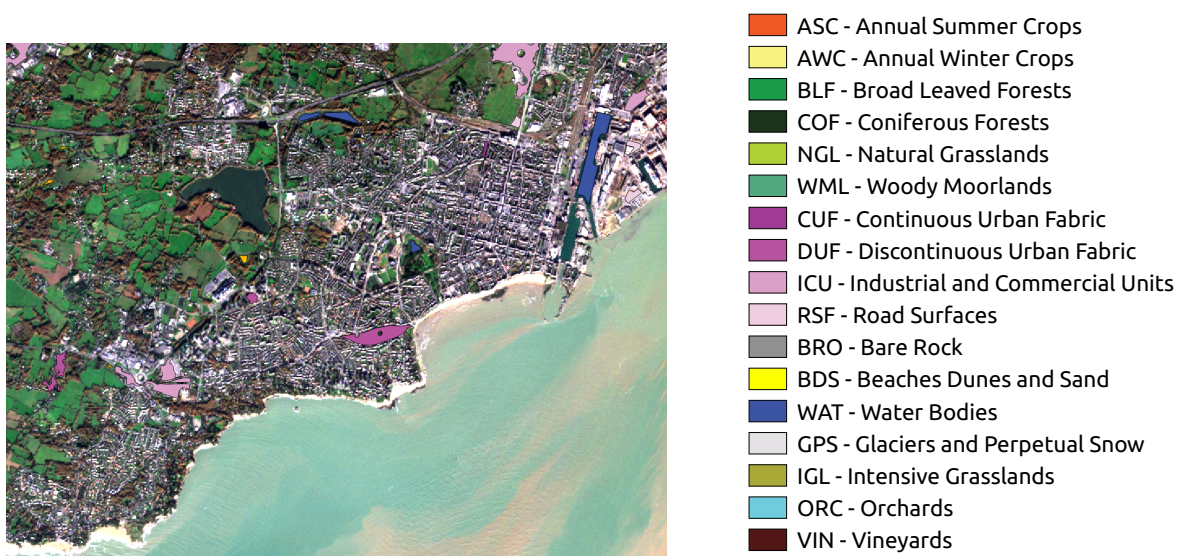 ASC - Annual Summer Crops
AWC - Annual Winter Crops
BLF - Broad Leaved Forests
COF - Coniferous Forests
NGL - Natural Grasslands
WML - Woody Moorlands
CUF - Continuous Urban Fabric
DUF - Discontinuous Urban Fabric
ICU - Industrial and Commercial Units
RSF - Road Surfaces
BRO - Bare Rock
BDS - Beaches Dunes and Sand
WAT - Water Bodies
GPS - Glaciers and Perpetual Snow
IGL - Intensive Grasslands
ORC - Orchards
VIN - Vineyards